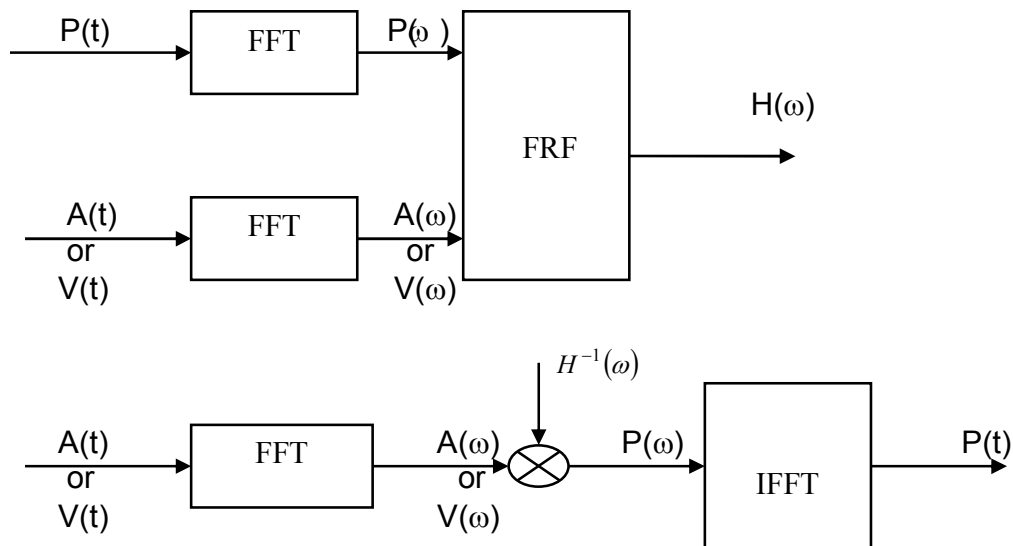 P(t)
FFT
P(ω )
FRF
H(ω)
A(t)
or
V(t)
FFT
A(ω)
or
V(ω)
H⁻¹(ω)
A(t)
or
V(t)
FFT
A(ω)
or
V(ω)
P(ω)
IFFT
P(t)